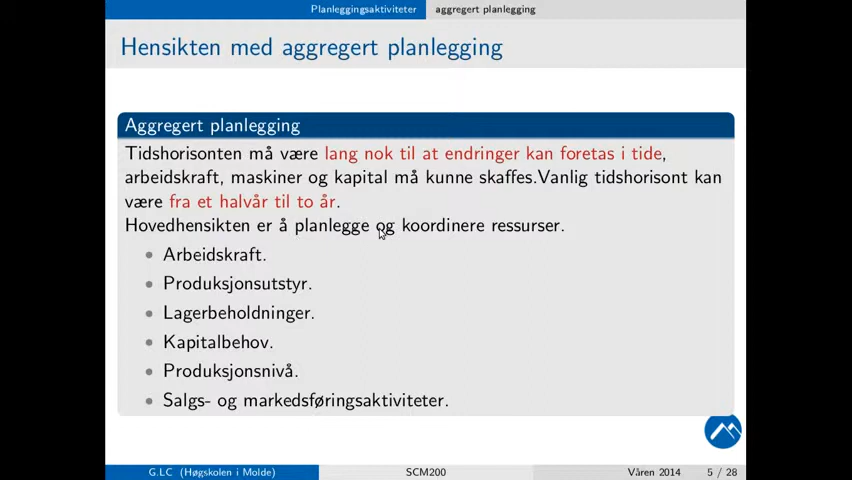 Planleggingsaktiviteter aggregert planlegging
Hensikten med aggregert planlegging
Aggregert planlegging
Tidshorisonten må være lang nok til at endringer kan foretas i tide,
arbeidskraft, maskiner og kapital må kunne skaffes.Vanlig tidshorisont kan
være fra et halvår til to år.
Hovedhensikten er å planlegge og koordinere ressurser.
Arbeidskraft.
Produksjonsutstyr.
Lagerbeholdninger.
Kapitalbehov.
Produksjonsnivå.
Salgs- og markedsføringsaktiviteter.
G.LC (Høgskolen i Molde) SCM200 Våren 2014 5 / 28